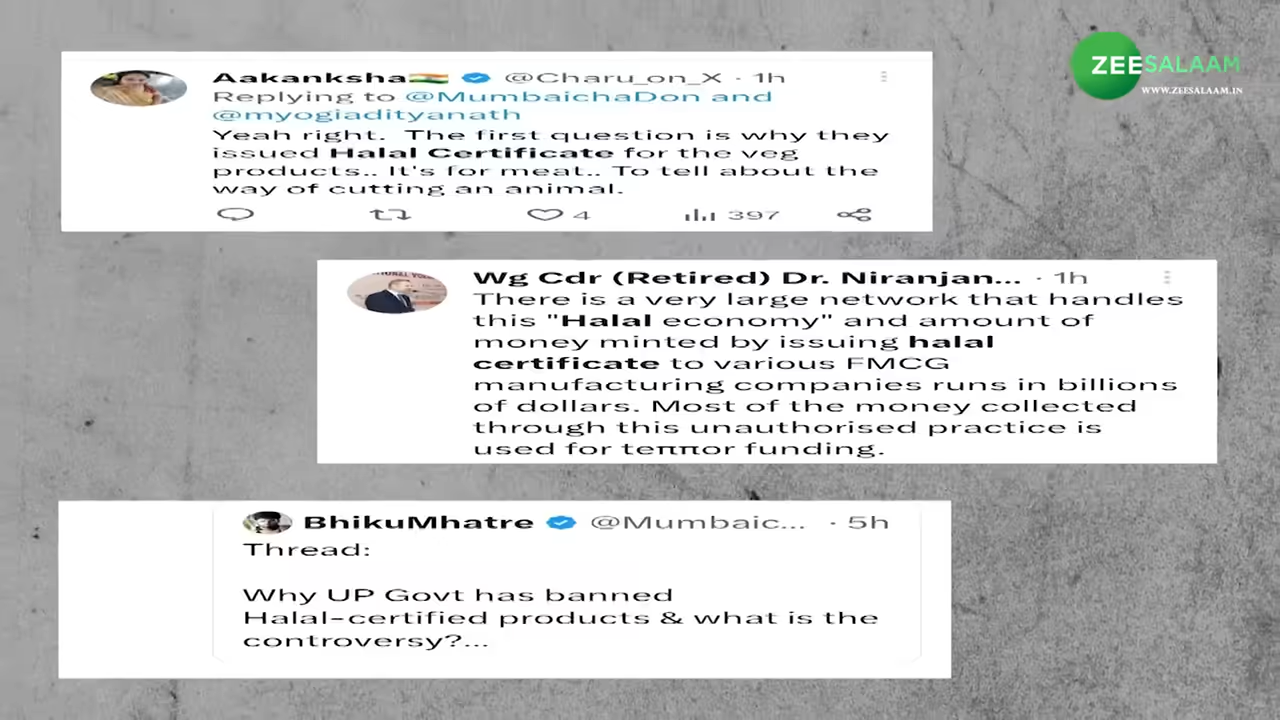 ZEESALAAM
WWW.ZEESALAAM.IN
Aakanksha🇮🇳 @Charu_on_X · 1h
Replying to @MumbaichaDon and
@myogiadityanath
Yeah right. The first question is why they
issued Halal Certificate for the veg
products.. It's for meat.. To tell about the
way of cutting an animal.
4 397
Wg Cdr (Retired) Dr. Niranjan... · 1h
There is a very large network that handles
this "Halal economy" and amount of
money minted by issuing halal
certificate to various FMCG
manufacturing companies runs in billions
of dollars. Most of the money collected
through this unauthorised practice is
used for teππor funding.
BhikuMhatre @Mumbaic... · 5h
Thread:
Why UP Govt has banned
Halal-certified products & what is the
controversy?...